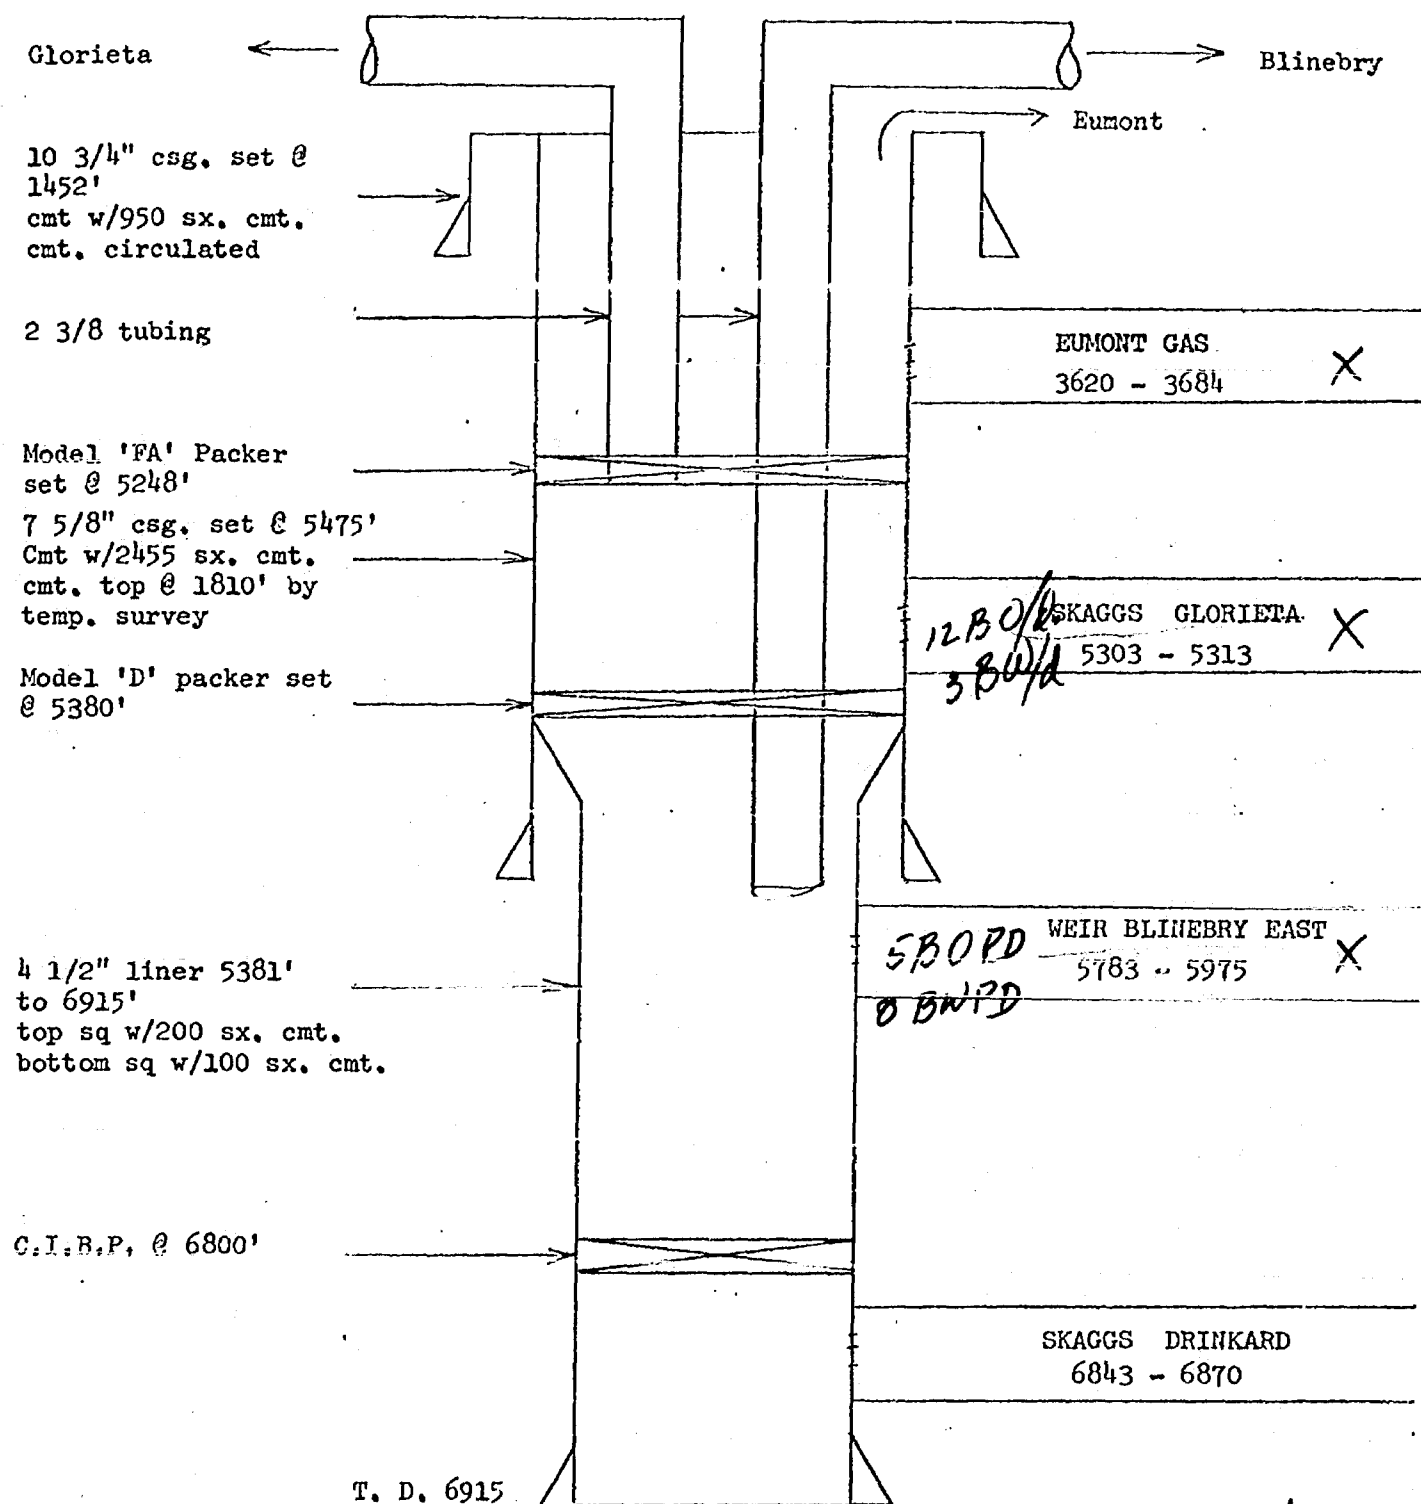 Glorieta
Blinebry
Eumont
10 3/4" csg. set @
1452'
cmt w/950 sx. cmt.
cmt. circulated
2 3/8 tubing
EUMONT GAS
3620 - 3684
X
Model 'FA' Packer
set @ 5248'
7 5/8" csg. set @ 5475'
Cmt w/2455 sx. cmt.
cmt. top @ 1810' by
temp. survey
12 BO/d
3 BW/d
SKAGGS GLORIETA
5303 - 5313
X
Model 'D' packer set
@ 5380'
5 BOPD
8 BWPD
WEIR BLINEBRY EAST
5783 - 5975
X
4 1/2" liner 5381'
to 6915'
top sq w/200 sx. cmt.
bottom sq w/100 sx. cmt.
C.I.B.P. @ 6800'
SKAGGS DRINKARD
6843 - 6870
T. D. 6915